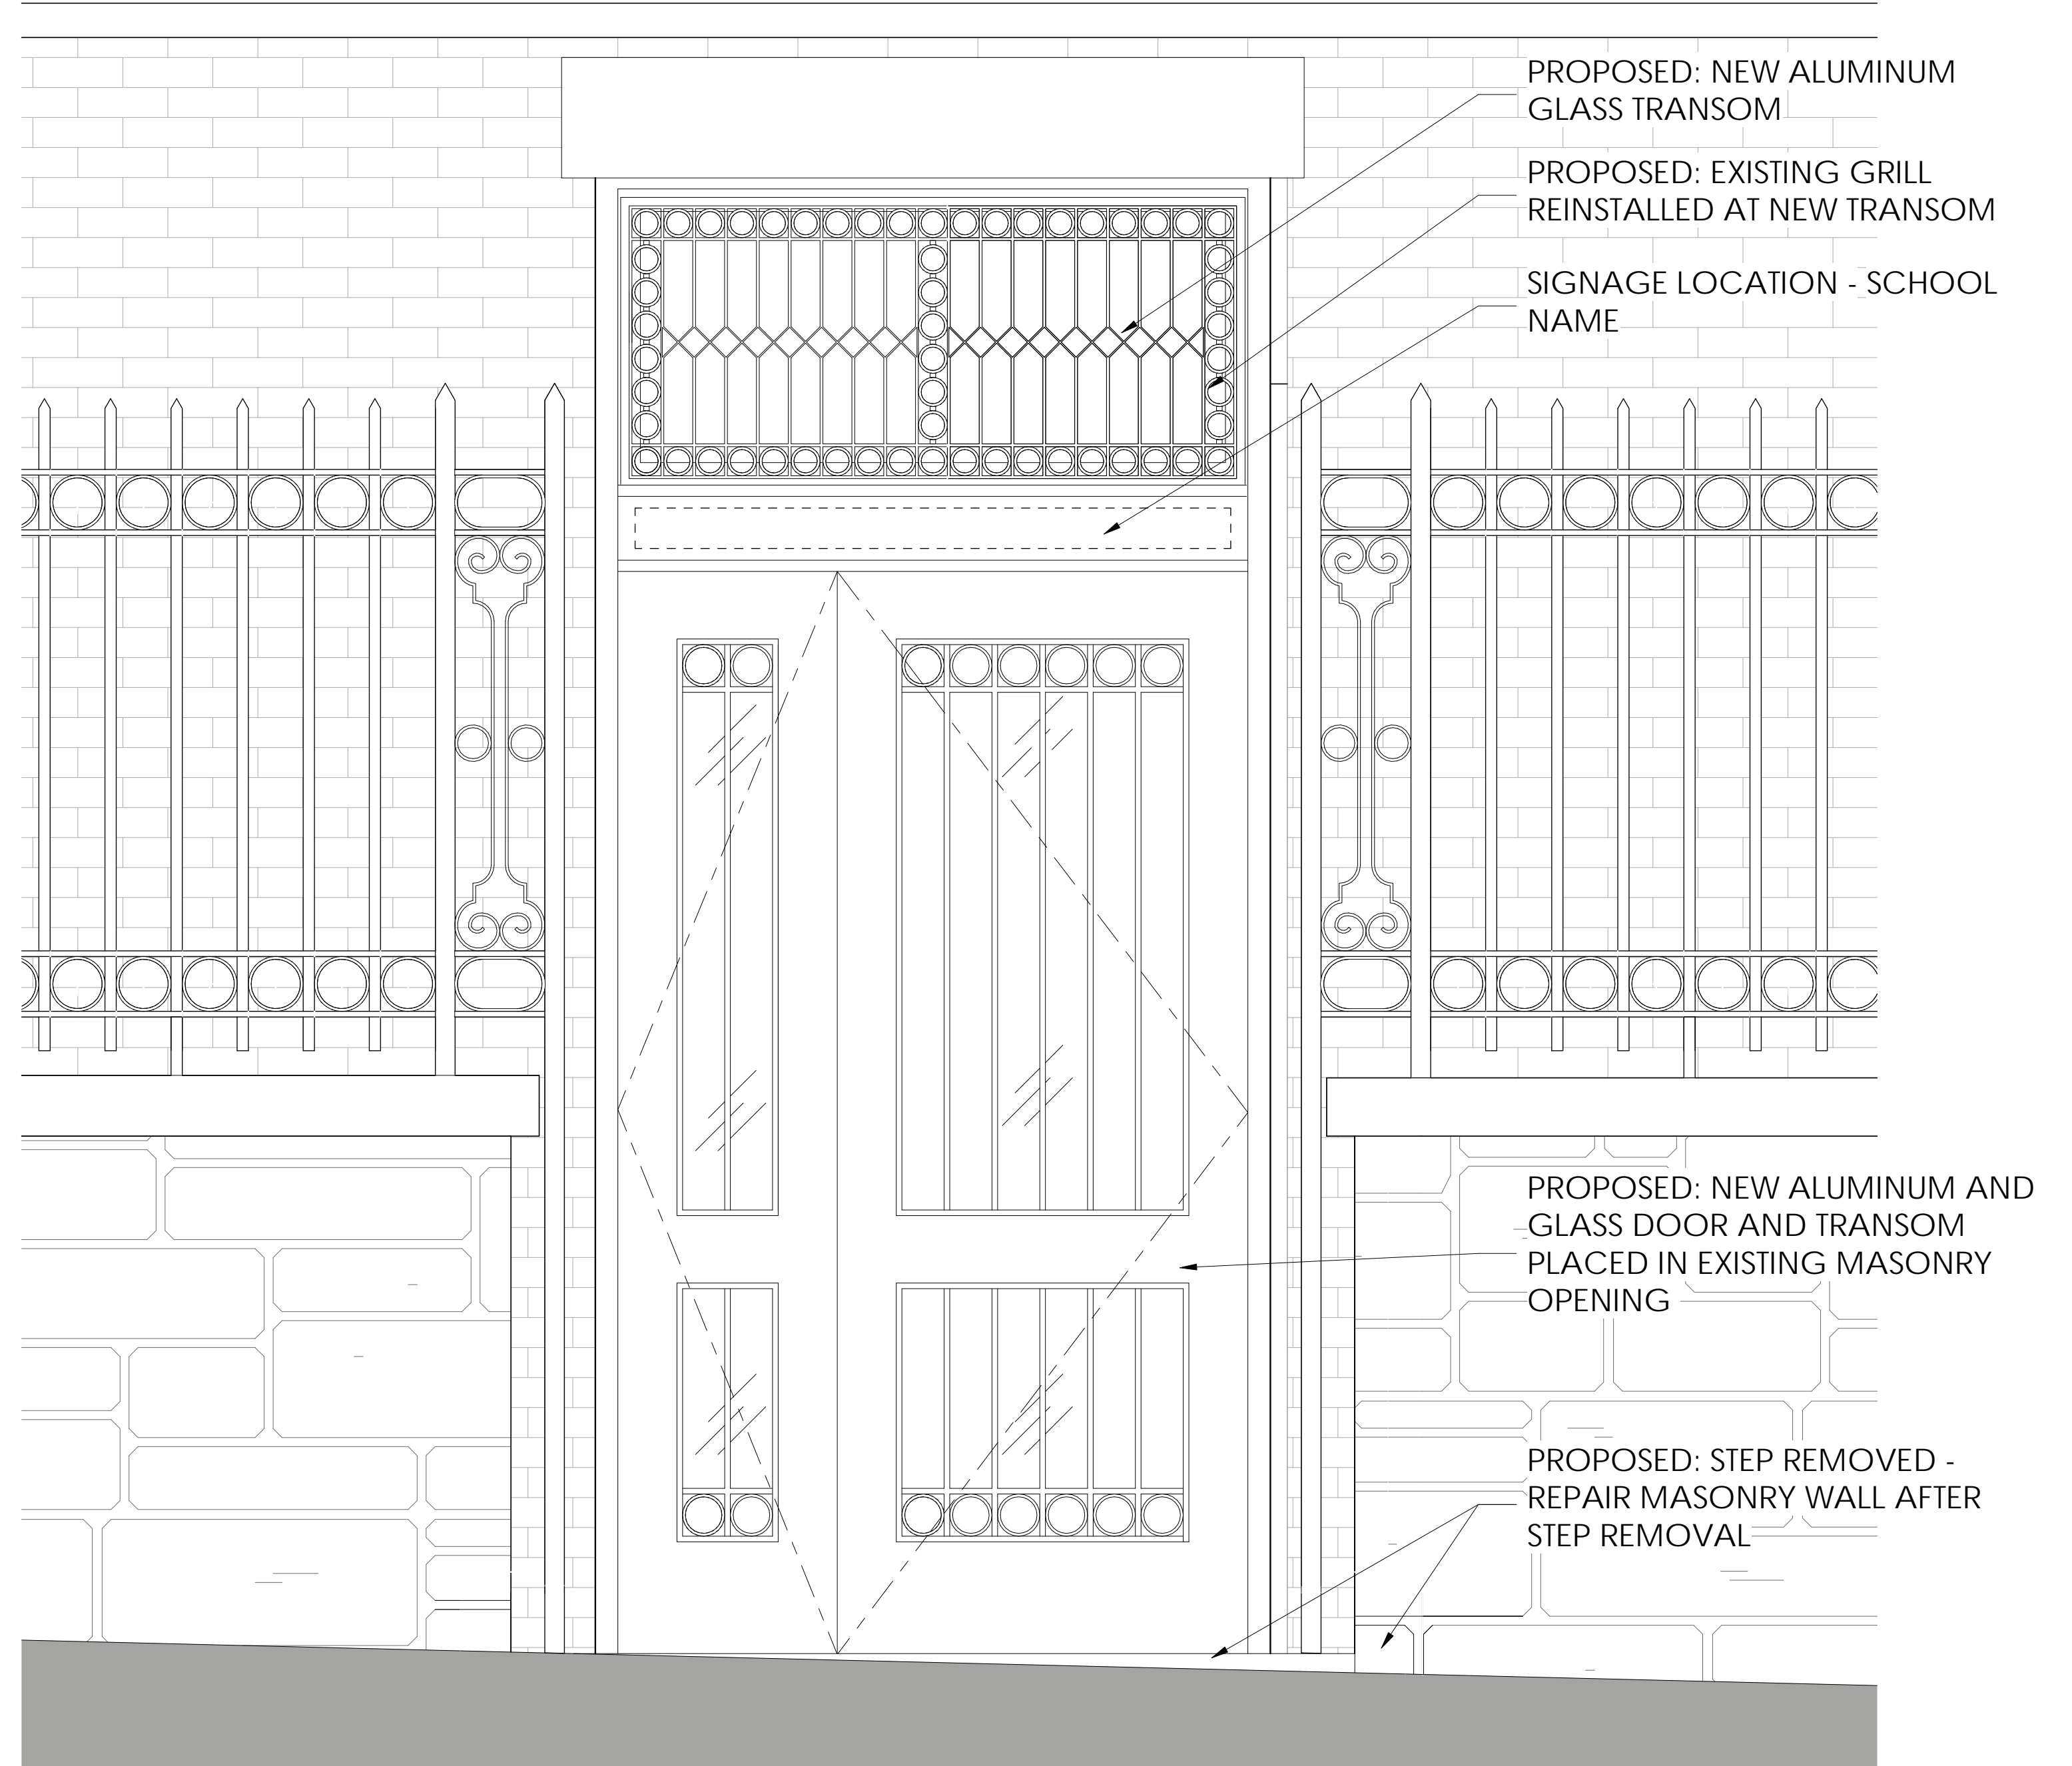 PROPOSED: NEW ALUMINUM
GLASS TRANSOM
PROPOSED: EXISTING GRILL
REINSTALLED AT NEW TRANSOM
SIGNAGE LOCATION - SCHOOL
NAME
PROPOSED: NEW ALUMINUM AND
GLASS DOOR AND TRANSOM
PLACED IN EXISTING MASONRY
OPENING
PROPOSED: STEP REMOVED -
REPAIR MASONRY WALL AFTER
STEP REMOVAL